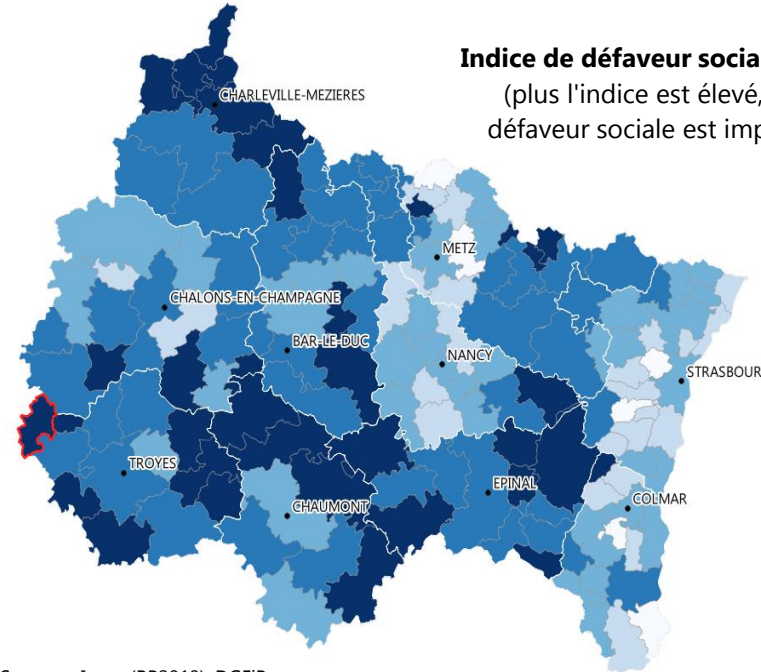 Indice de défaveur socia
(plus l'indice est élevé,
défaveur sociale est imp
CHARLEVILLE-MEZIERES
METZ
CHALONS-EN-CHAMPAGNE
BAR-LE-DUC
NANCY
STRASBOUR
TROYES
EPINAL
CHAUMONT
COLMAR